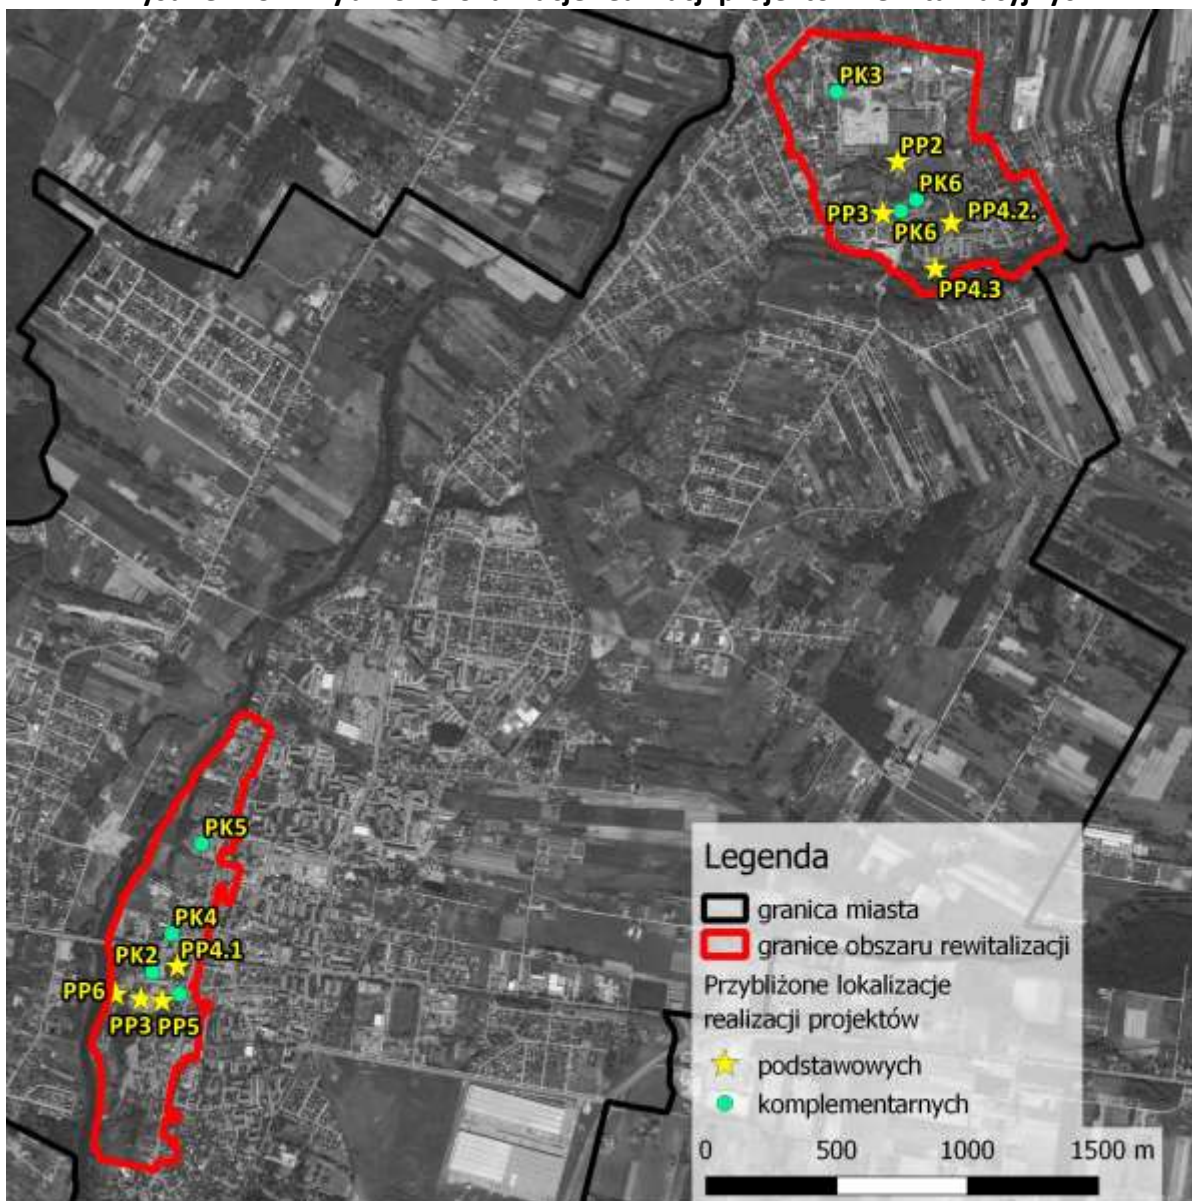 PK3
PP2
PK6
PP3
PP4.2.
PK6
PP4.3
PK5
PK4
PK2
PP4.1
PP6
PP3
PP5
Legenda
granica miasta
granice obszaru rewitalizacji
Przybliżone lokalizacje
realizacji projektów
podstawowych
komplementarnych
0 500 1000 1500 m